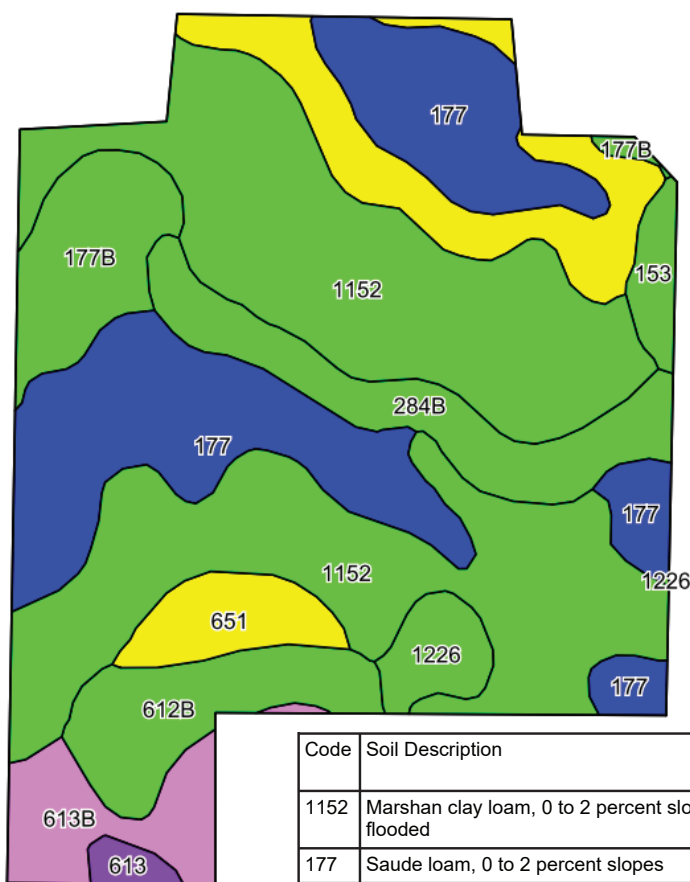 177
177B
177B
153
1152
284B
177
177
1152
1226
651
1226
177
612B
613B
613
Code Soil Description
1152 Marshan clay loam, 0 to 2 percent
flooded
177 Saude loam, 0 to 2 percent slopes